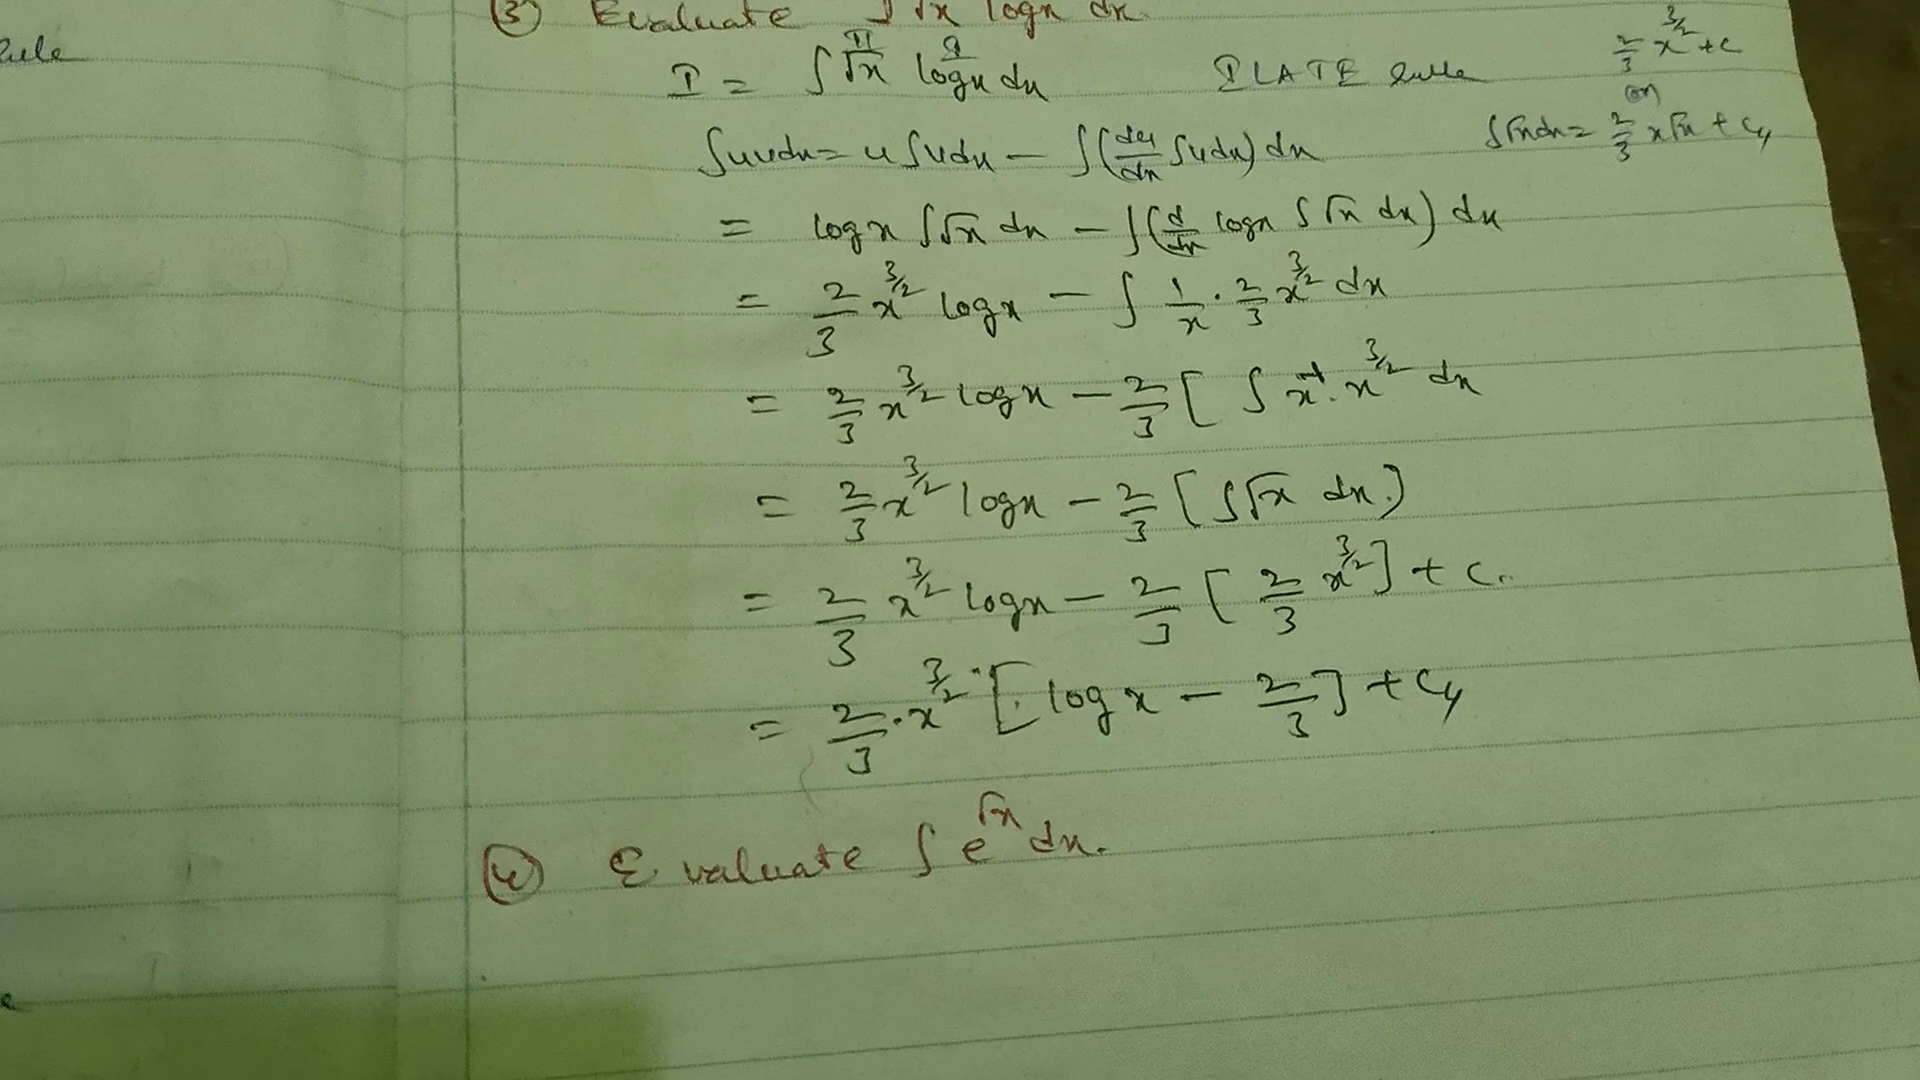 Rule
(3) Evaluate ∫√x logx dx.
I = ∫ √x logx dx
II
I
ILATE Rule
2/3 x^3/2 + c
(or)
∫√x dx = 2/3 x√x + c//
∫uvdx = u∫vdx − ∫(du/dx ∫vdx) dx
= logx ∫√x dx − ∫(d/dx logx ∫√x dx) dx
= 2/3 x^3/2 logx − ∫ 1/x · 2/3 x^3/2 dx
= 2/3 x^3/2 logx − 2/3 [ ∫ x^-1 · x^3/2 dx
= 2/3 x^3/2 logx − 2/3 [ ∫√x dx.]
= 2/3 x^3/2 logx − 2/3 [ 2/3 x^3/2 ] + c.
= 2/3 · x^3/2 [ logx − 2/3 ] + c//
(4) Evaluate ∫ e^√x dx.